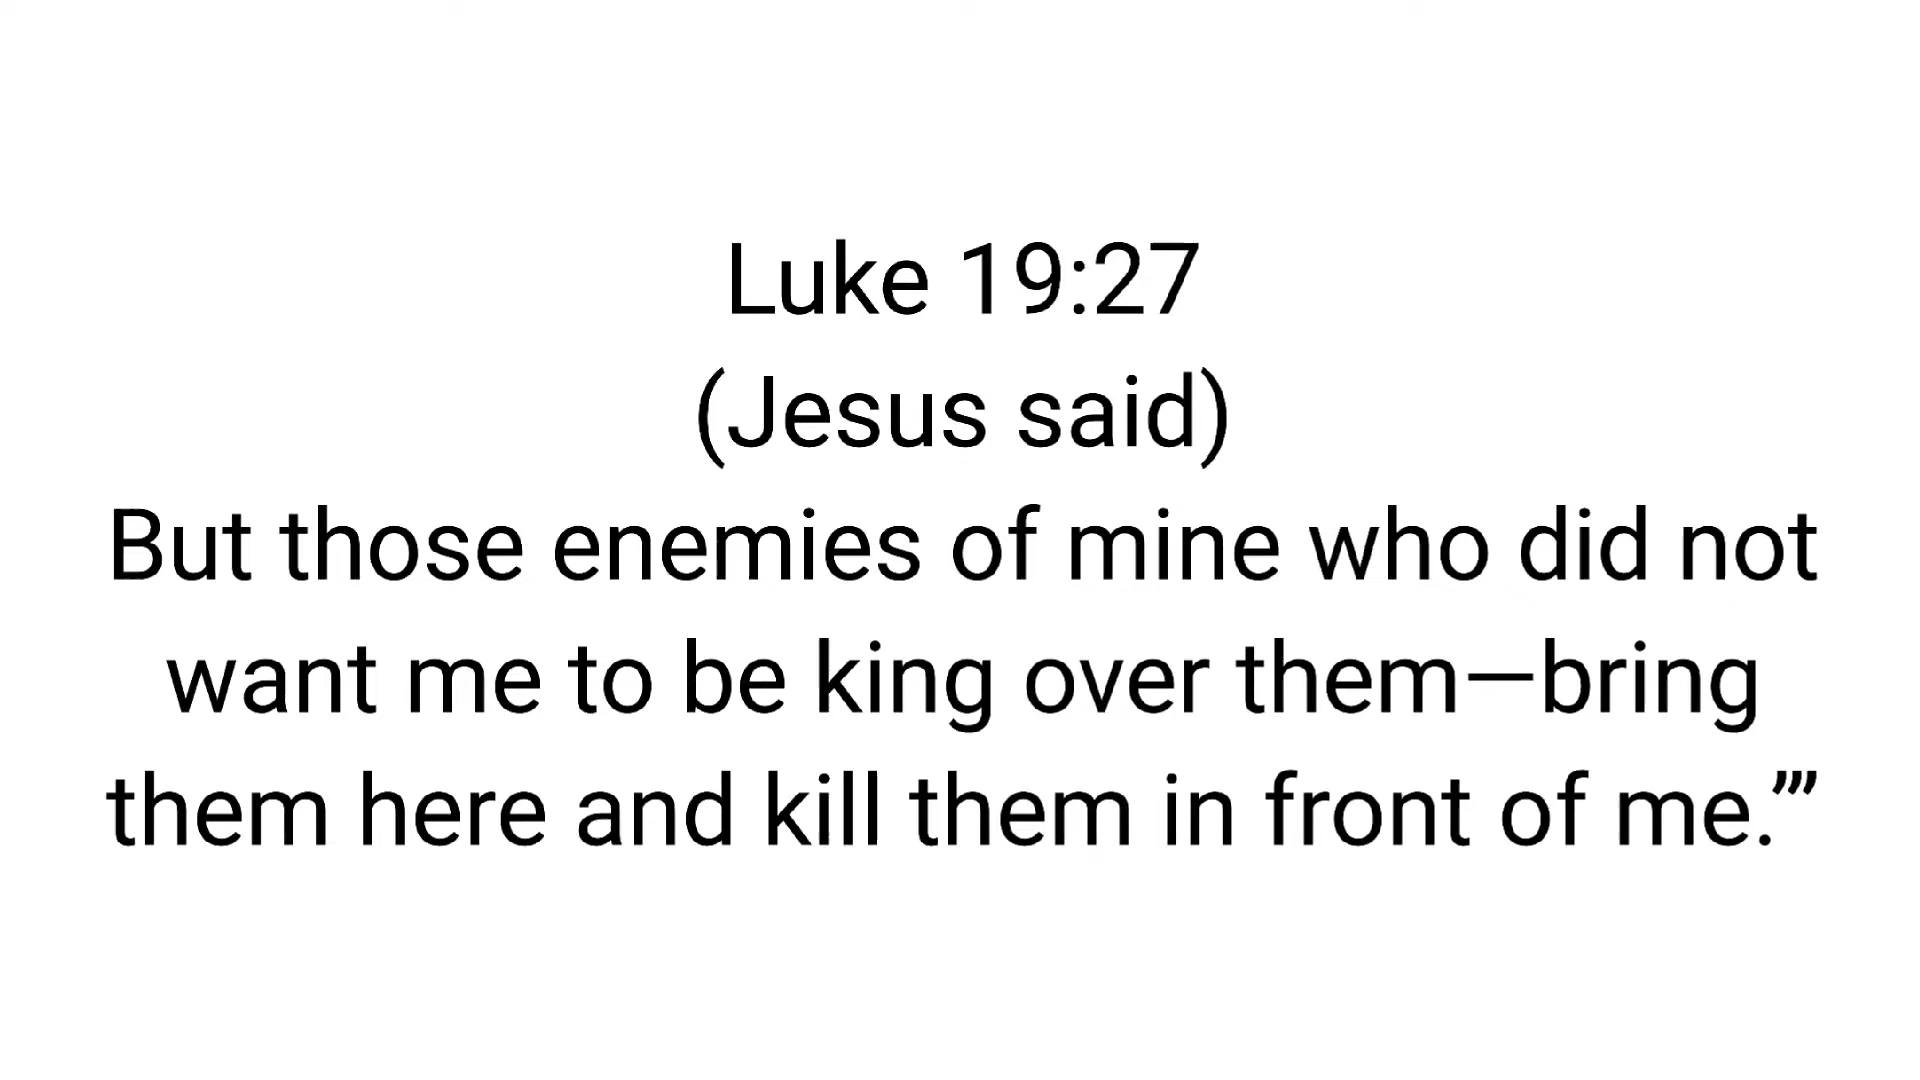 Luke 19:27
(Jesus said)
But those enemies of mine who did not
want me to be king over them—bring
them here and kill them in front of me.’”